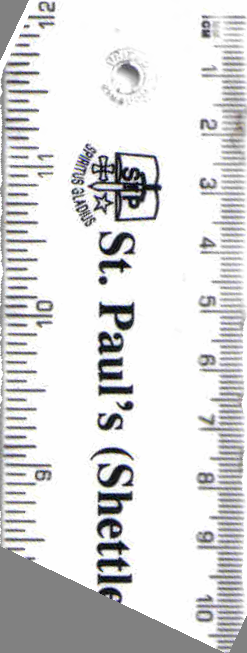 St. Paul's (Shettle
STP
SPIRITUS GLADIUS
1CM 1 2 3 4 5 6 7 8 9 10
12 11 10 9